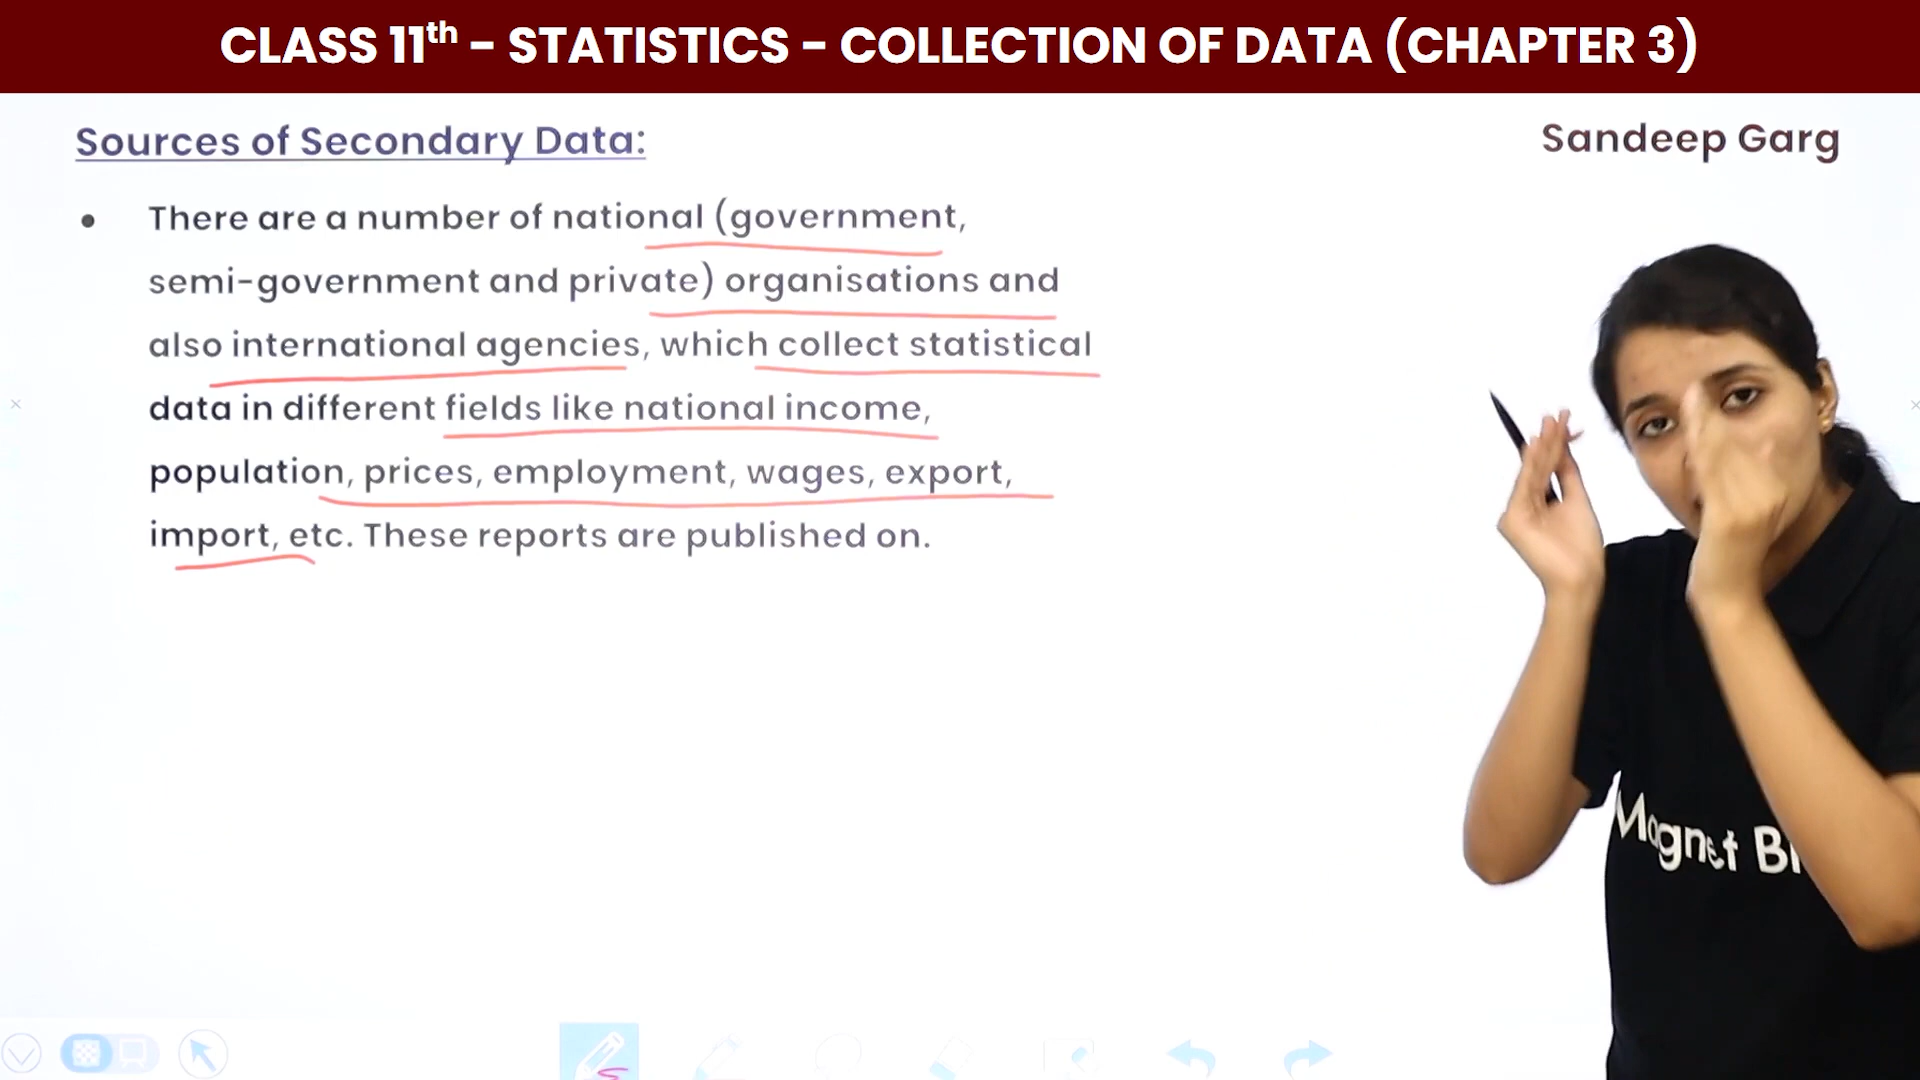 CLASS 11th – STATISTICS – COLLECTION OF DATA (CHAPTER 3)
Sources of Secondary Data:
Sandeep Garg
• There are a number of national (government,
semi-government and private) organisations and
also international agencies, which collect statistical
data in different fields like national income,
population, prices, employment, wages, export,
import, etc. These reports are published on.
Magnet